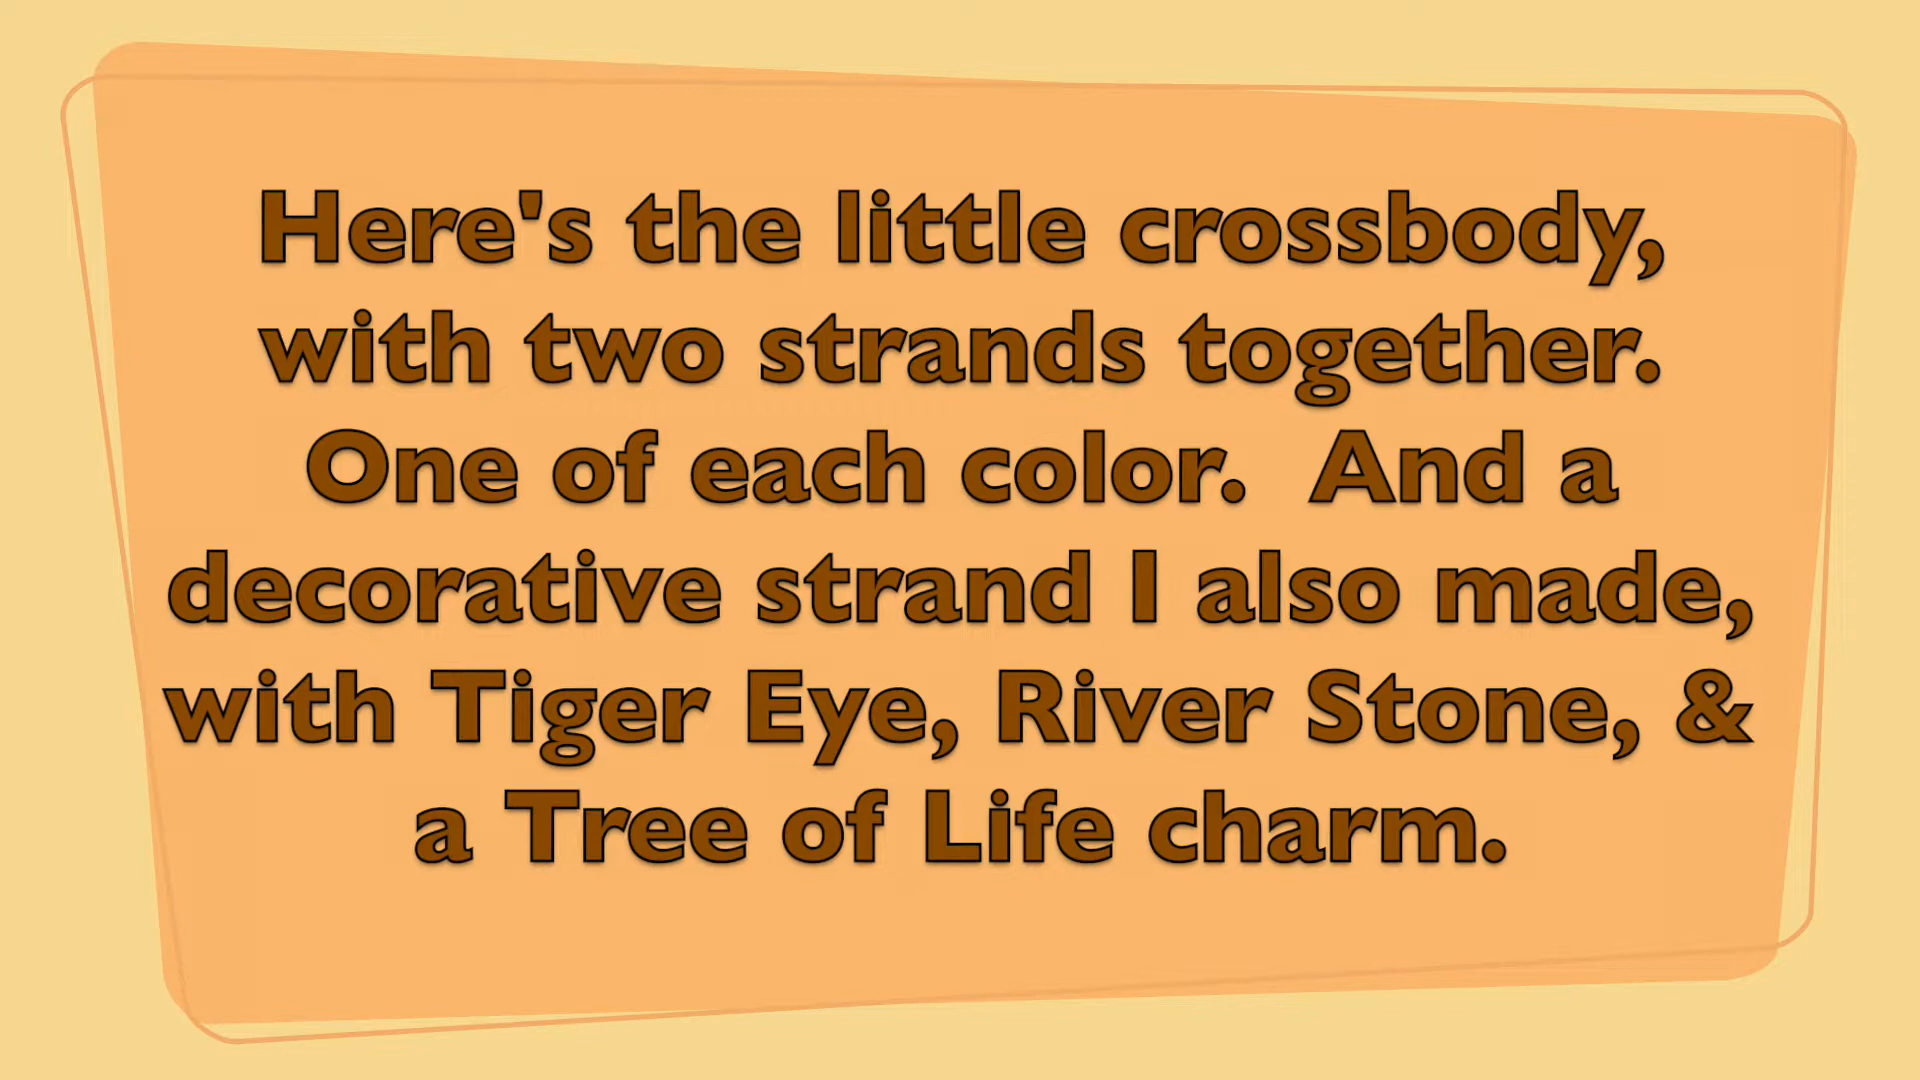 Here's the little crossbody,
with two strands together.
One of each color.  And a
decorative strand I also made,
with Tiger Eye, River Stone, &
a Tree of Life charm.